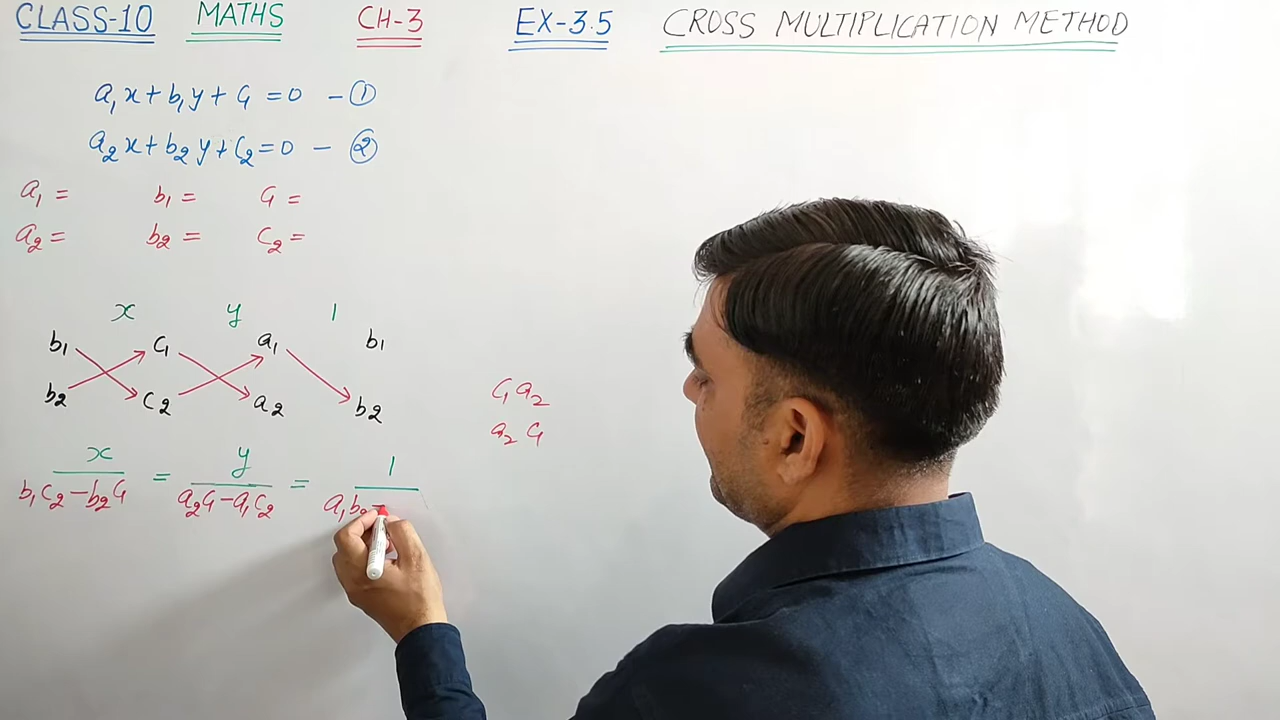 CLASS-10 MATHS CH-3 EX-3.5 CROSS MULTIPLICATION METHOD
a₁x + b₁y + c₁ = 0 - ①
a₂x + b₂y + c₂ = 0 - ②
a₁ = b₁ = c₁ =
a₂ = b₂ = c₂ =
x y 1
b₁ c₁ a₁ b₁
b₂ c₂ a₂ b₂
c₁a₂
a₂c₁
x = y = 1
b₁c₂ - b₂c₁ a₂c₁ - a₁c₂ a₁b₂ -